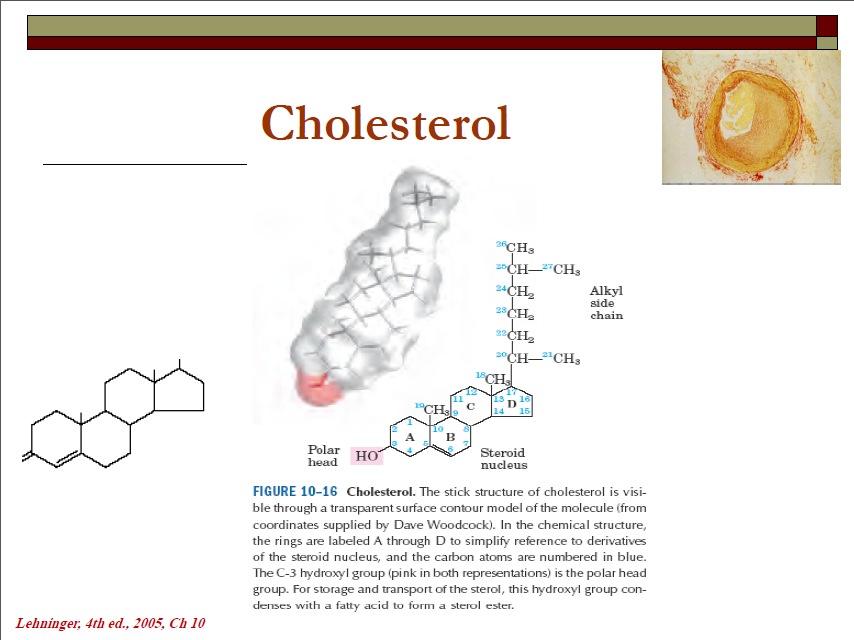 Cholesterol
26CH3
25CH—27CH3
24CH2
Alkyl
side
chain
23CH2
22CH2
20CH—21CH3
18CH3
12 17
11 C 13 D 16
19CH3 9 14 15
1
2 10 8
A B
3 5 7
4 6
Polar
head
HO
Steroid
nucleus
FIGURE 10–16 Cholesterol. The stick structure of cholesterol is visi-
ble through a transparent surface contour model of the molecule (from
coordinates supplied by Dave Woodcock). In the chemical structure,
the rings are labeled A through D to simplify reference to derivatives
of the steroid nucleus, and the carbon atoms are numbered in blue.
The C-3 hydroxyl group (pink in both representations) is the polar head
group. For storage and transport of the sterol, this hydroxyl group con-
denses with a fatty acid to form a sterol ester.
Lehninger, 4th ed., 2005, Ch 10